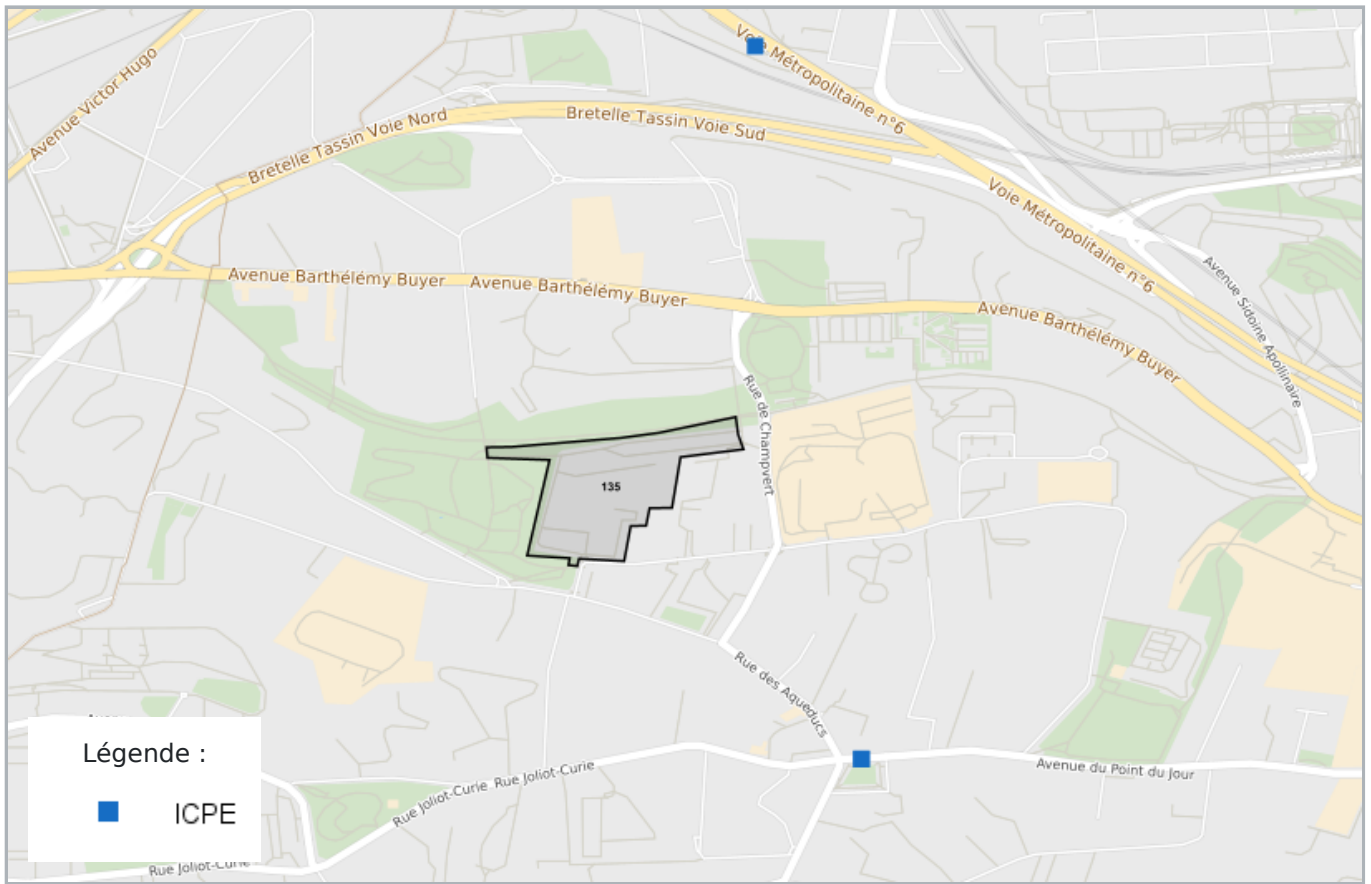 Voie Métropolitaine n°6
Avenue Victor Hugo
Bretelle Tassin Voie Nord
Bretelle Tassin Voie Sud
Voie Métropolitaine n°6
Avenue Barthélémy Buyer
Avenue Barthélémy Buyer
Avenue Barthélémy Buyer
Avenue Sidoine Apollinaire
Rue de Champvert
135
Rue des Aqueducs
Avenue du Point du Jour
Rue Joliot-Curie
Rue Joliot-Curie
Légende :
ICPE
Rue Joliot-Curie